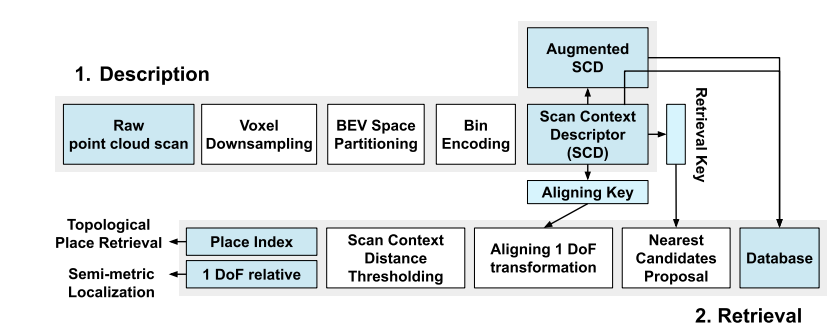 1. Description
Augmented
SCD
Raw
point cloud scan
Voxel
Downsampling
BEV Space
Partitioning
Bin
Encoding
Scan Context
Descriptor
(SCD)
Retrieval Key
Aligning Key
Topological
Place Retrieval
Semi-metric
Localization
Place Index
1 DoF relative
Scan Context
Distance
Thresholding
Aligning 1 DoF
transformation
Nearest
Candidates
Proposal
Database
2. Retrieval